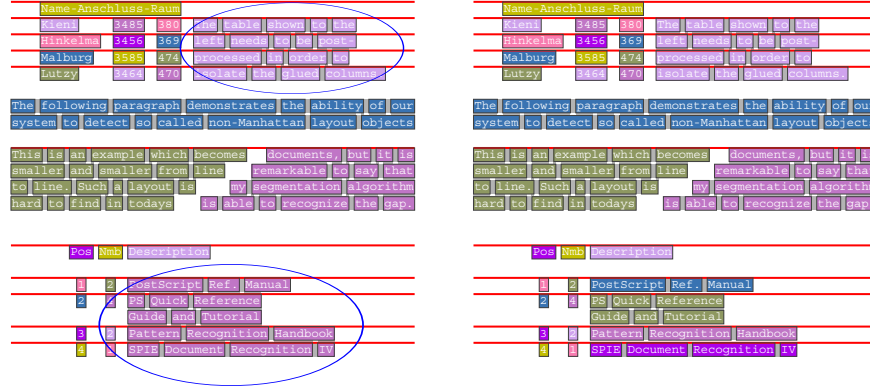 Name-Anschluss-Raum
Kieni 3485 380 The table shown to the
Hinkelma 3456 369 left needs to be post-
Malburg 3585 474 processed in order to
Lutzy 3464 470 isolate the glued columns.
The following paragraph demonstrates the ability of our
system to detect so called non-Manhattan layout objects
This is an example which becomes documents, but it is
smaller and smaller from line remarkable to say that
to line. Such a layout is my segmentation algorithm
hard to find in todays is able to recognize the gap.
Pos Nmb Description
1 2 PostScript Ref. Manual
2 4 PS Quick Reference
Guide and Tutorial
3 2 Pattern Recognition Handbook
4 1 SPIE Document Recognition IV
Name-Anschluss-Raum
Kieni 3485 380 The table shown to the
Hinkelma 3456 369 left needs to be post-
Malburg 3585 474 processed in order to
Lutzy 3464 470 isolate the glued columns.
The following paragraph demonstrates the ability of ou
system to detect so called non-Manhattan layout object
This is an example which becomes documents, but it i
smaller and smaller from line remarkable to say tha
to line. Such a layout is my segmentation algorithm
hard to find in todays is able to recognize the gap
Pos Nmb Description
1 2 PostScript Ref. Manual
2 4 PS Quick Reference
Guide and Tutorial
3 2 Pattern Recognition Handbook
4 1 SPIE Document Recognition IV